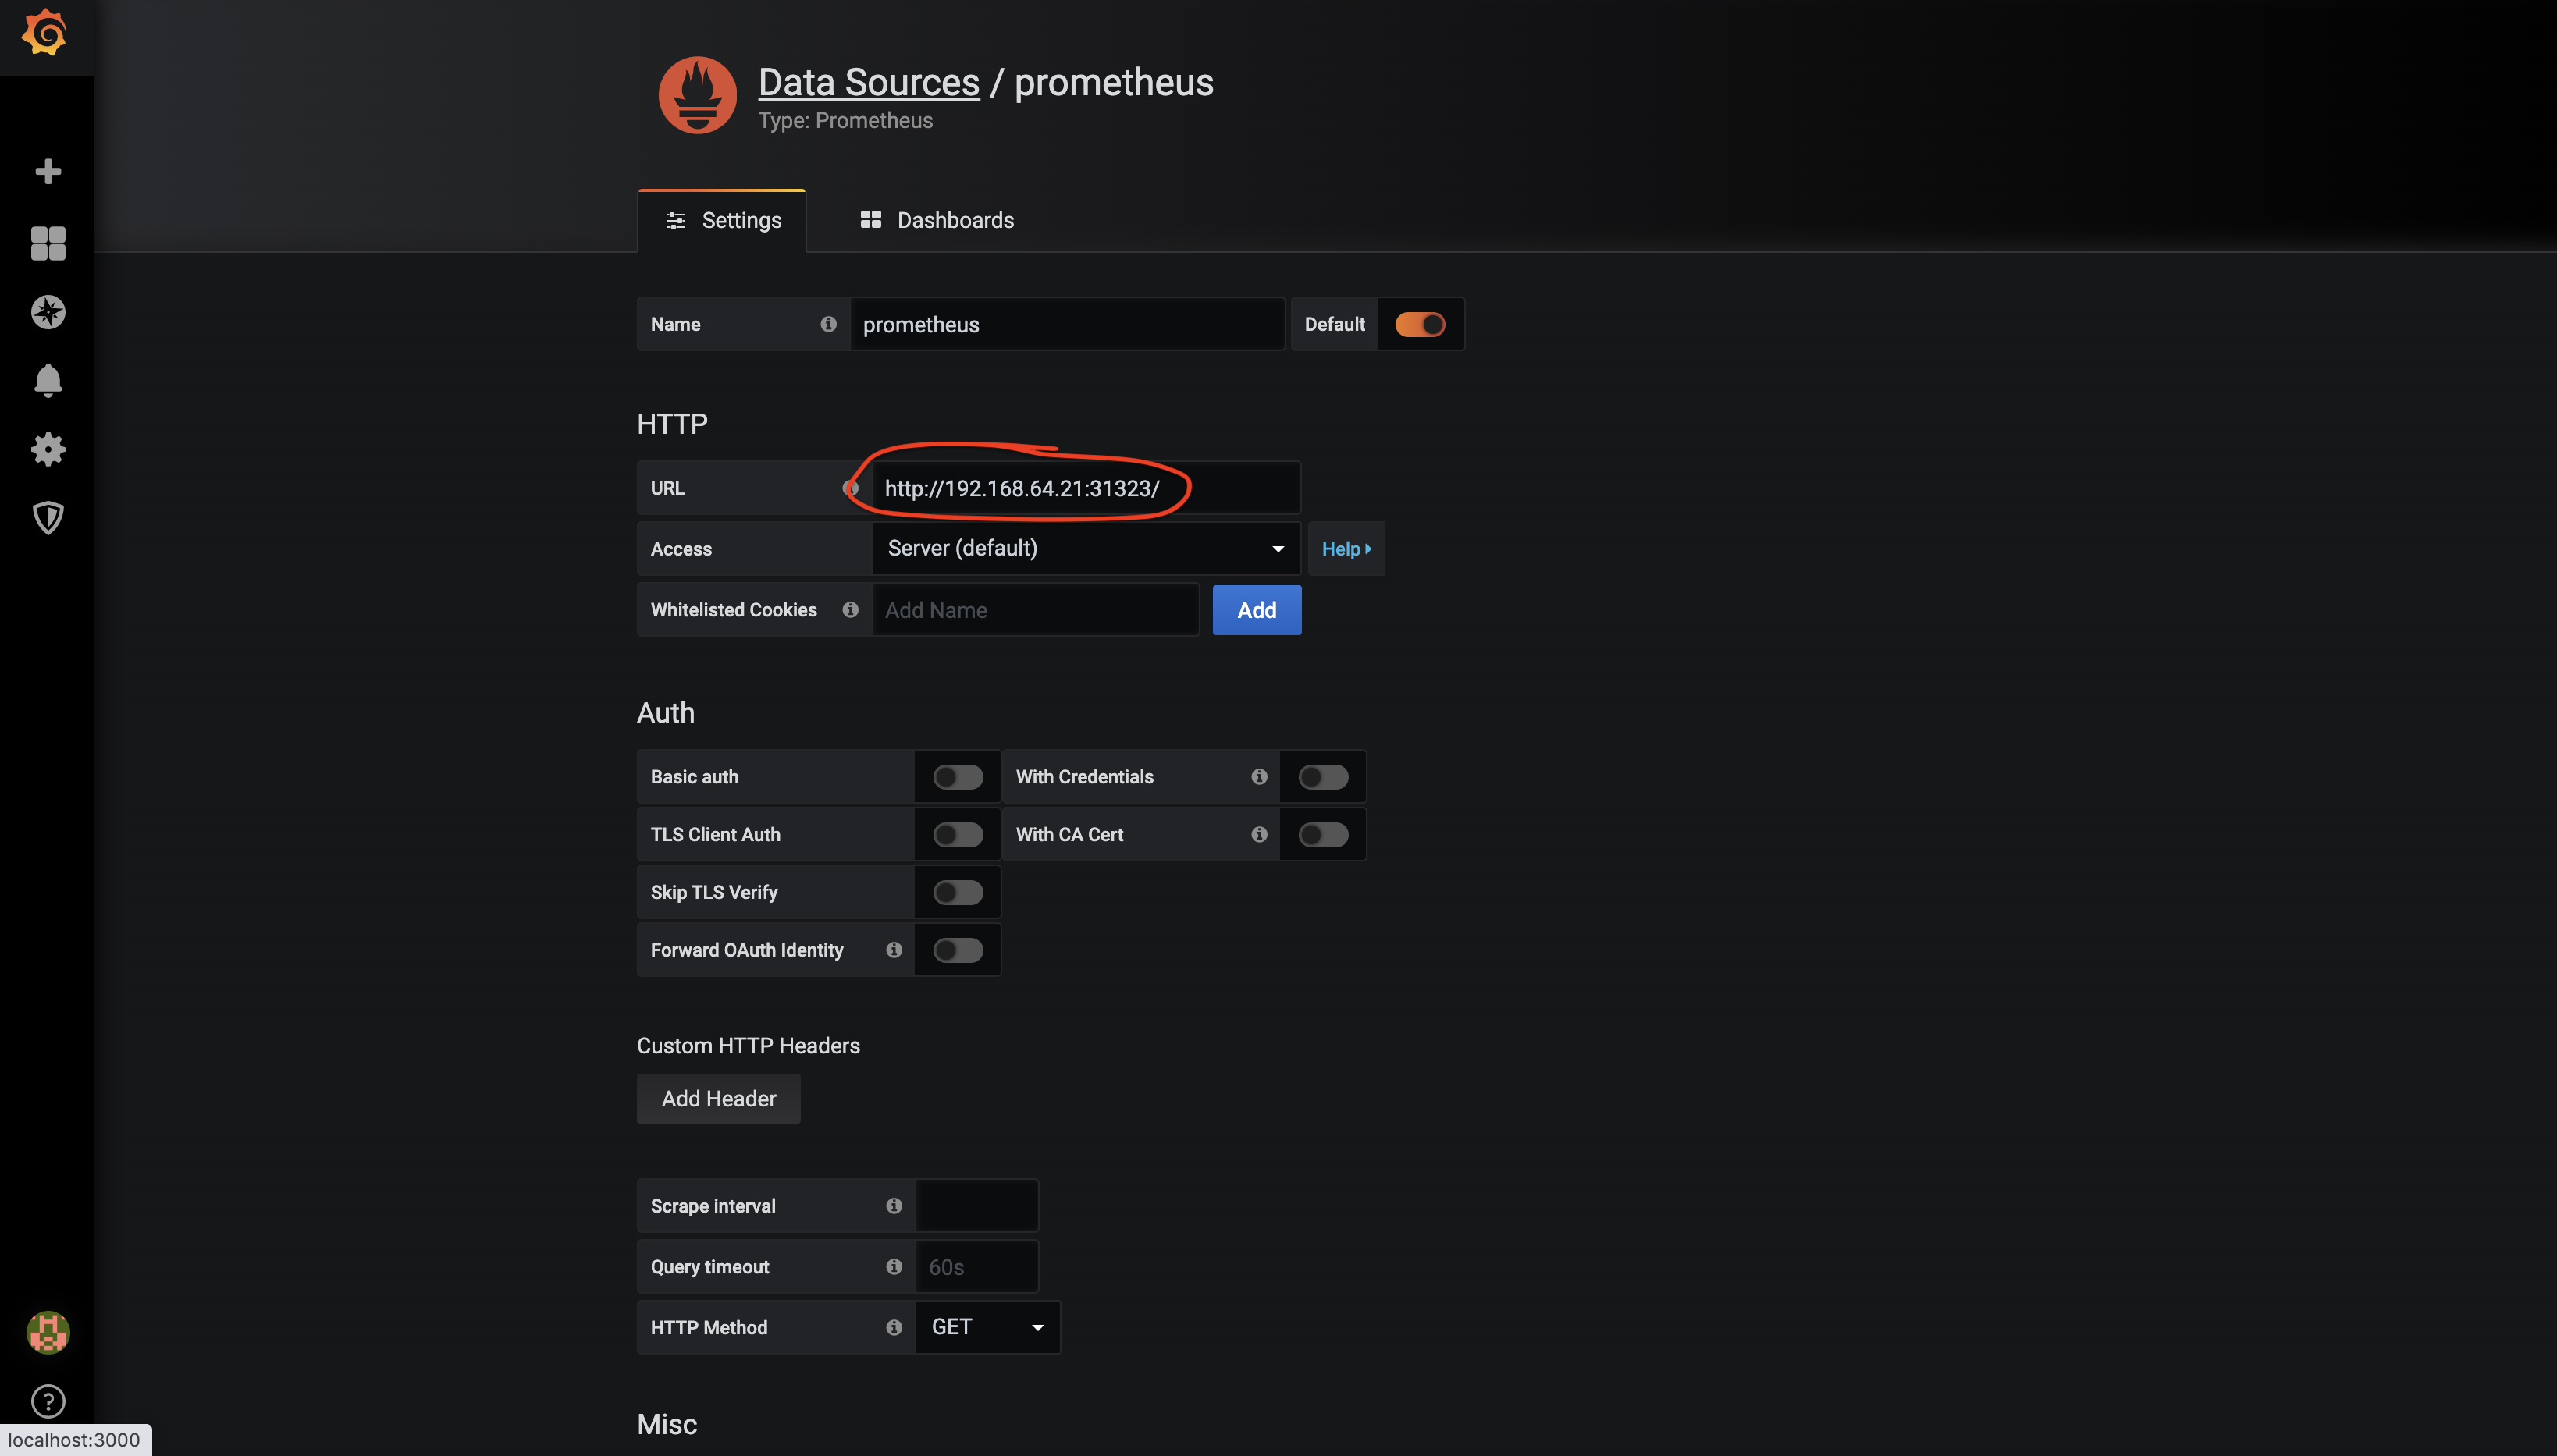 Data Sources / prometheus
Type: Prometheus
Settings
Dashboards
Name
prometheus
Default
HTTP
URL
http://192.168.64.21:31323/
Access
Server (default)
Help
Whitelisted Cookies
Add Name
Add
Auth
Basic auth
With Credentials
TLS Client Auth
With CA Cert
Skip TLS Verify
Forward OAuth Identity
Custom HTTP Headers
Add Header
Scrape interval
Query timeout
60s
HTTP Method
GET
Misc
localhost:3000